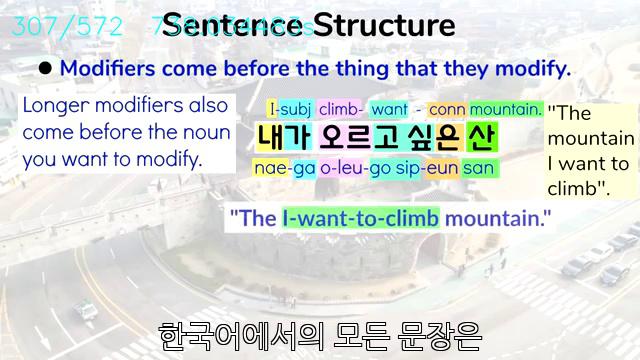 307/572
Sentence Structure
● Modifiers come before the thing that they modify.
Longer modifiers also
come before the noun
you want to modify.
I-subj climb- want - conn mountain.
내가 오르고 싶은 산
nae-ga o-leu-go sip-eun san
"The
mountain
I want to
climb".
"The I-want-to-climb mountain."
한국어에서의 모든 문장은